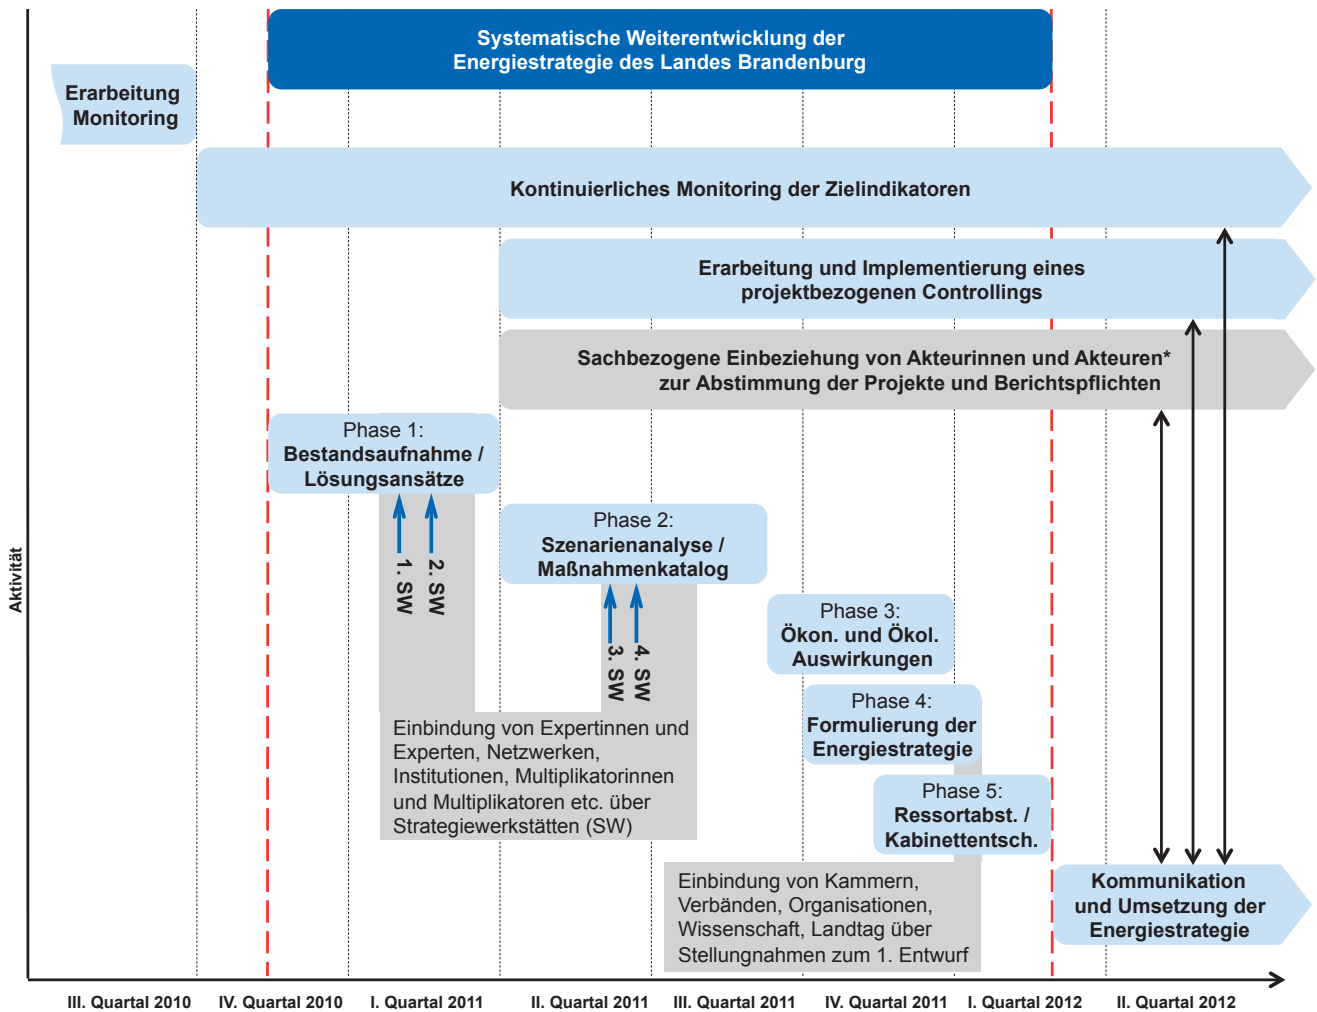 Systematische Weiterentwicklung der
Energiestrategie des Landes Brandenburg
Erarbeitung
Monitoring
Kontinuierliches Monitoring der Zielindikatoren
Erarbeitung und Implementierung eines
projektbezogenen Controllings
Sachbezogene Einbeziehung von Akteurinnen und Akteuren*
zur Abstimmung der Projekte und Berichtspflichten
Phase 1:
Bestandsaufnahme /
Lösungsansätze
1. SW
2. SW
Phase 2:
Szenarienanalyse /
Maßnahmenkatalog
3. SW
4. SW
Phase 3:
Ökon. und Ökol.
Auswirkungen
Phase 4:
Formulierung der
Energiestrategie
Einbindung von Expertinnen und
Experten, Netzwerken,
Institutionen, Multiplikatorinnen
und Multiplikatoren etc. über
Strategiewerkstätten (SW)
Phase 5:
Ressortabst. /
Kabinettentsch.
Einbindung von Kammern,
Verbänden, Organisationen,
Wissenschaft, Landtag über
Stellungnahmen zum 1. Entwurf
Kommunikation
und Umsetzung der
Energiestrategie
Aktivität
III. Quartal 2010
IV. Quartal 2010
I. Quartal 2011
II. Quartal 2011
III. Quartal 2011
IV. Quartal 2011
I. Quartal 2012
II. Quartal 2012